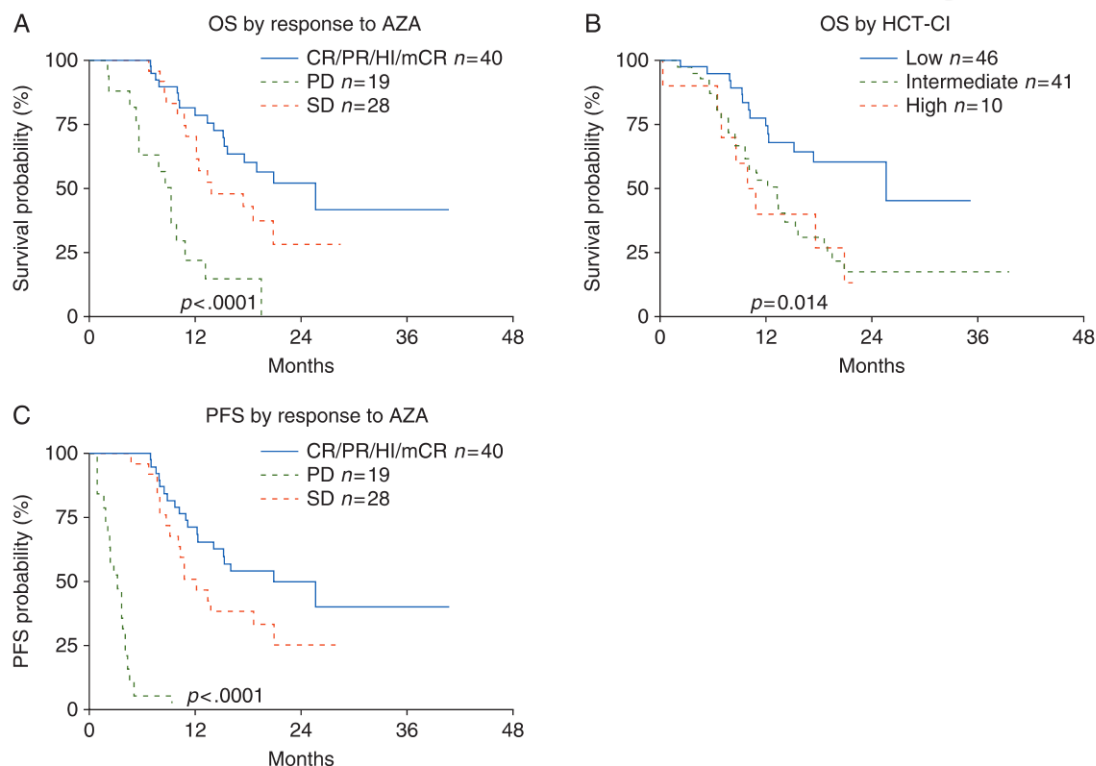 A
OS by response to AZA
CR/PR/HI/mCR n=40
PD n=19
SD n=28
Survival probability (%)
100
75
50
25
0
p<.0001
0 12 24 36 48
Months
B
OS by HCT-CI
Low n=46
Intermediate n=41
High n=10
Survival probability (%)
100
75
50
25
0
p=0.014
0 12 24 36 48
Months
C
PFS by response to AZA
CR/PR/HI/mCR n=40
PD n=19
SD n=28
PFS probability (%)
100
75
50
25
0
p<.0001
0 12 24 36 48
Months